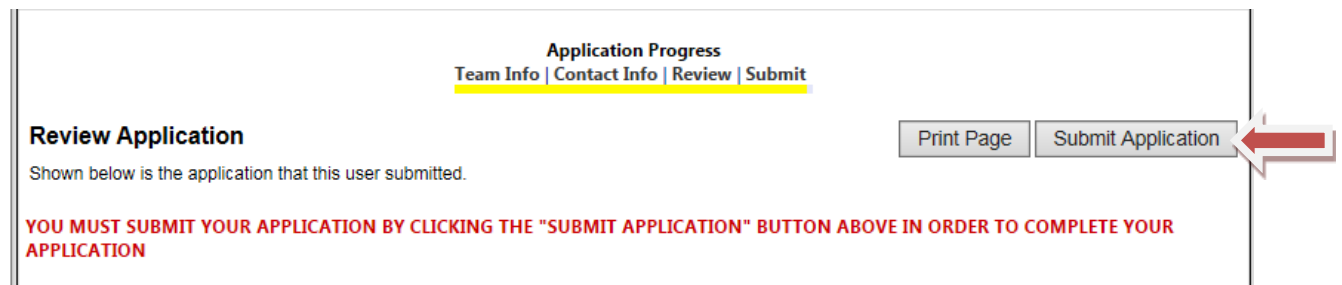 Application Progress
Team Info | Contact Info | Review | Submit
Review Application
Print Page
Submit Application
Shown below is the application that this user submitted.
YOU MUST SUBMIT YOUR APPLICATION BY CLICKING THE "SUBMIT APPLICATION" BUTTON ABOVE IN ORDER TO COMPLETE YOUR
APPLICATION